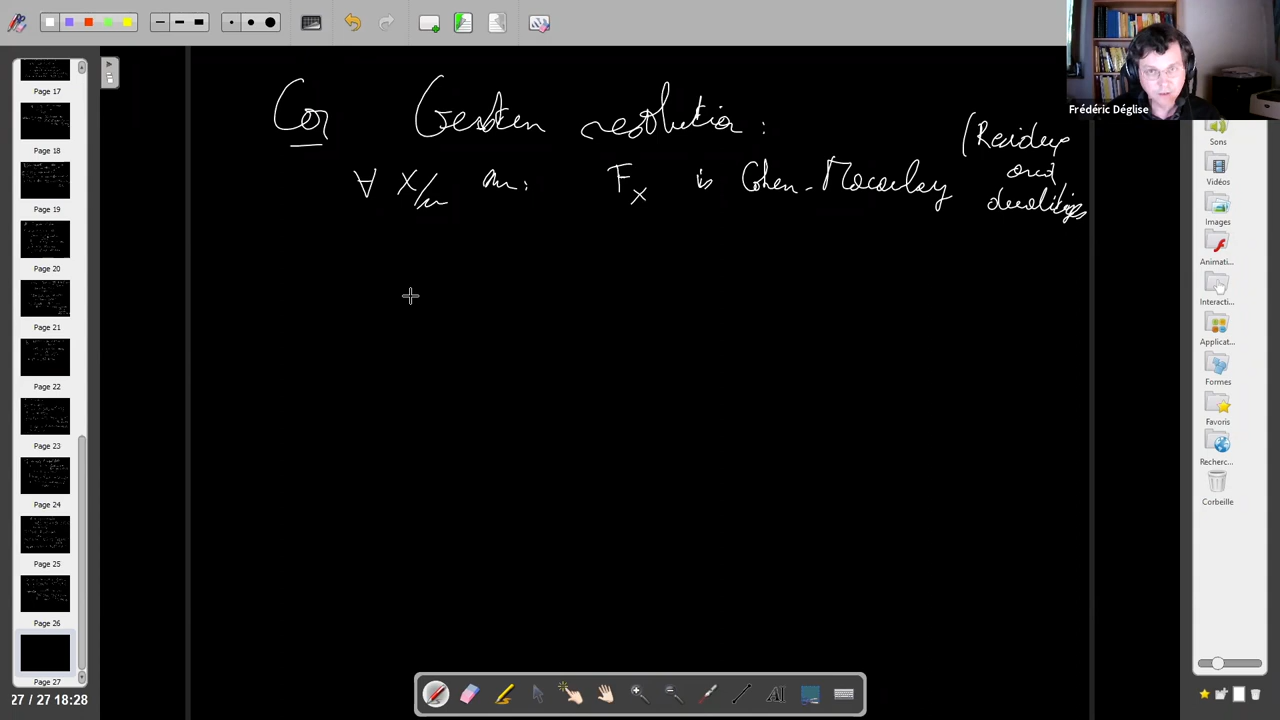 Frédéric Déglise
Cor Gersten resolution :
(Residues
∀ X/k sm. F_X is Cohen-Macaulay and
dualities
Page 17
Page 18
Page 19
Page 20
Page 21
Page 22
Page 23
Page 24
Page 25
Page 26
Page 27
27 / 27 18:28
Sons
Vidéos
Images
Animati...
Interacti...
Applicat...
Formes
Favoris
Recherc...
Corbeille
AI